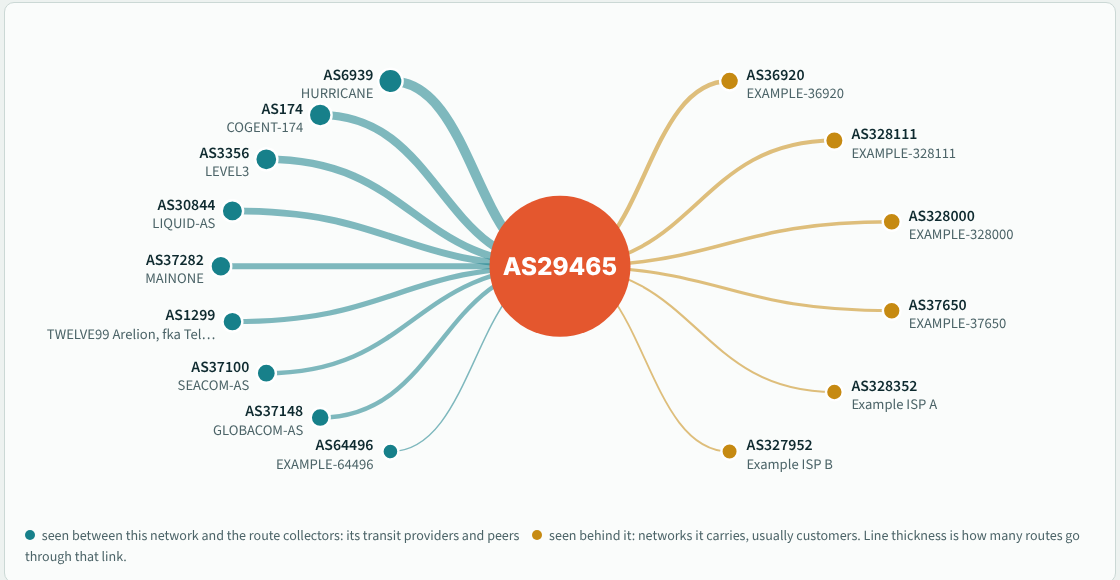 AS6939
HURRICANE
AS174
COGENT-174
AS3356
LEVEL3
AS30844
LIQUID-AS
AS37282
MAINONE
AS1299
TWELVE99 Arelion, fka Tel…
AS37100
SEACOM-AS
AS37148
GLOBACOM-AS
AS64496
EXAMPLE-64496
AS29465
AS36920
EXAMPLE-36920
AS328111
EXAMPLE-328111
AS328000
EXAMPLE-328000
AS37650
EXAMPLE-37650
AS328352
Example ISP A
AS327952
Example ISP B
seen between this network and the route collectors: its transit providers and peers seen behind it: networks it carries, usually customers. Line thickness is how many routes go
through that link.